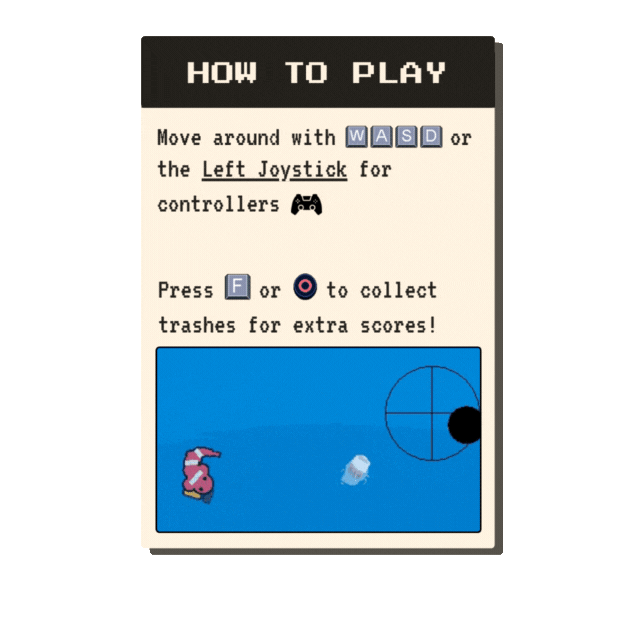 HOW TO PLAY
Move around with W A S D or
the Left Joystick for
controllers
Press F or to collect
trashes for extra scores!